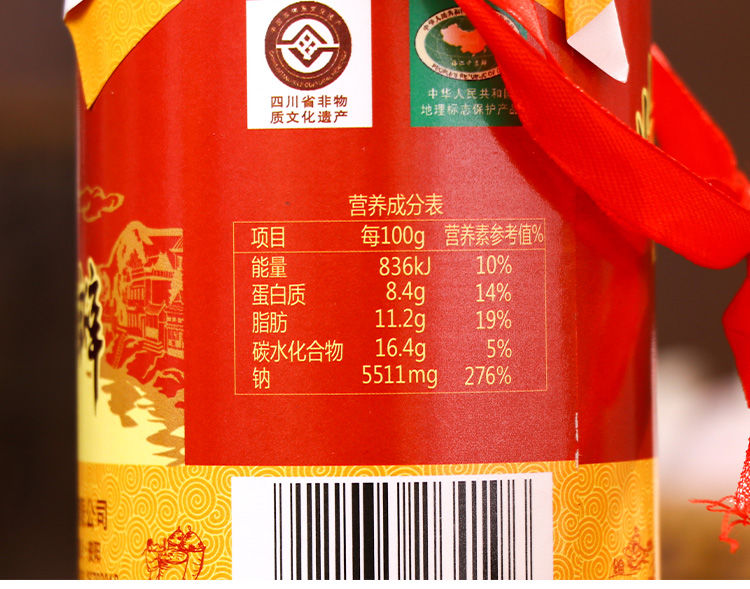 四川省非物
质文化遗产
中华人民共和国
地理标志保护产品
营养成分表
项目 每100g 营养素参考值%
能量 836kJ 10%
蛋白质 8.4g 14%
脂肪 11.2g 19%
碳水化合物 16.4g 5%
钠 5511mg 276%
公司